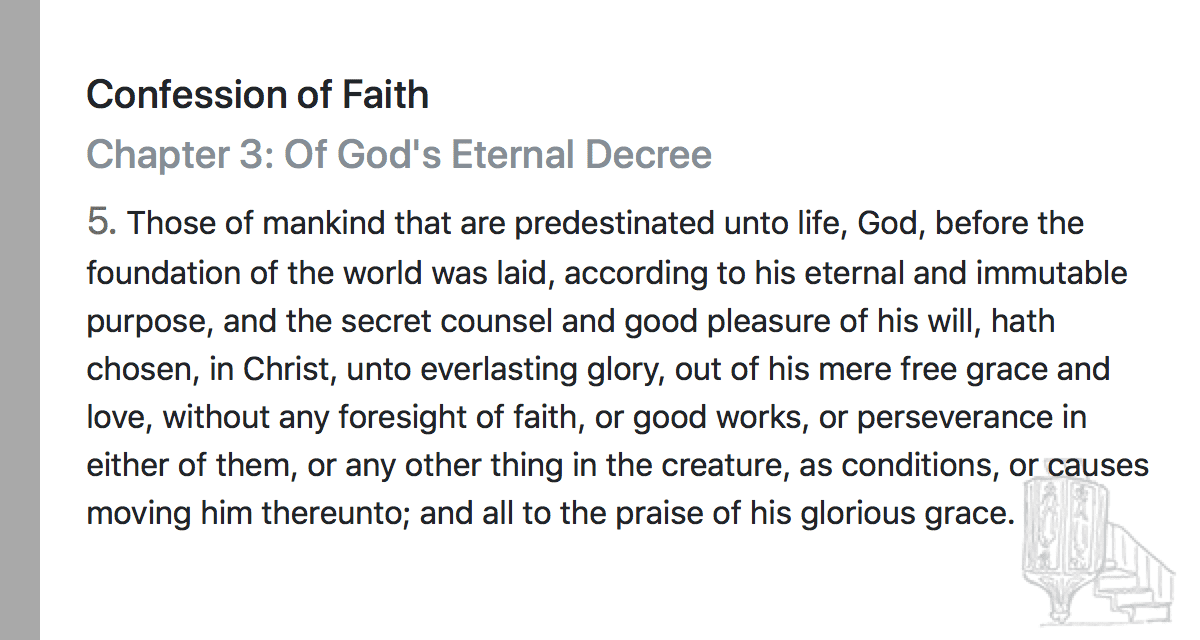 Confession of Faith
Chapter 3: Of God's Eternal Decree
5. Those of mankind that are predestinated unto life, God, before the
foundation of the world was laid, according to his eternal and immutable
purpose, and the secret counsel and good pleasure of his will, hath
chosen, in Christ, unto everlasting glory, out of his mere free grace and
love, without any foresight of faith, or good works, or perseverance in
either of them, or any other thing in the creature, as conditions, or causes
moving him thereunto; and all to the praise of his glorious grace.